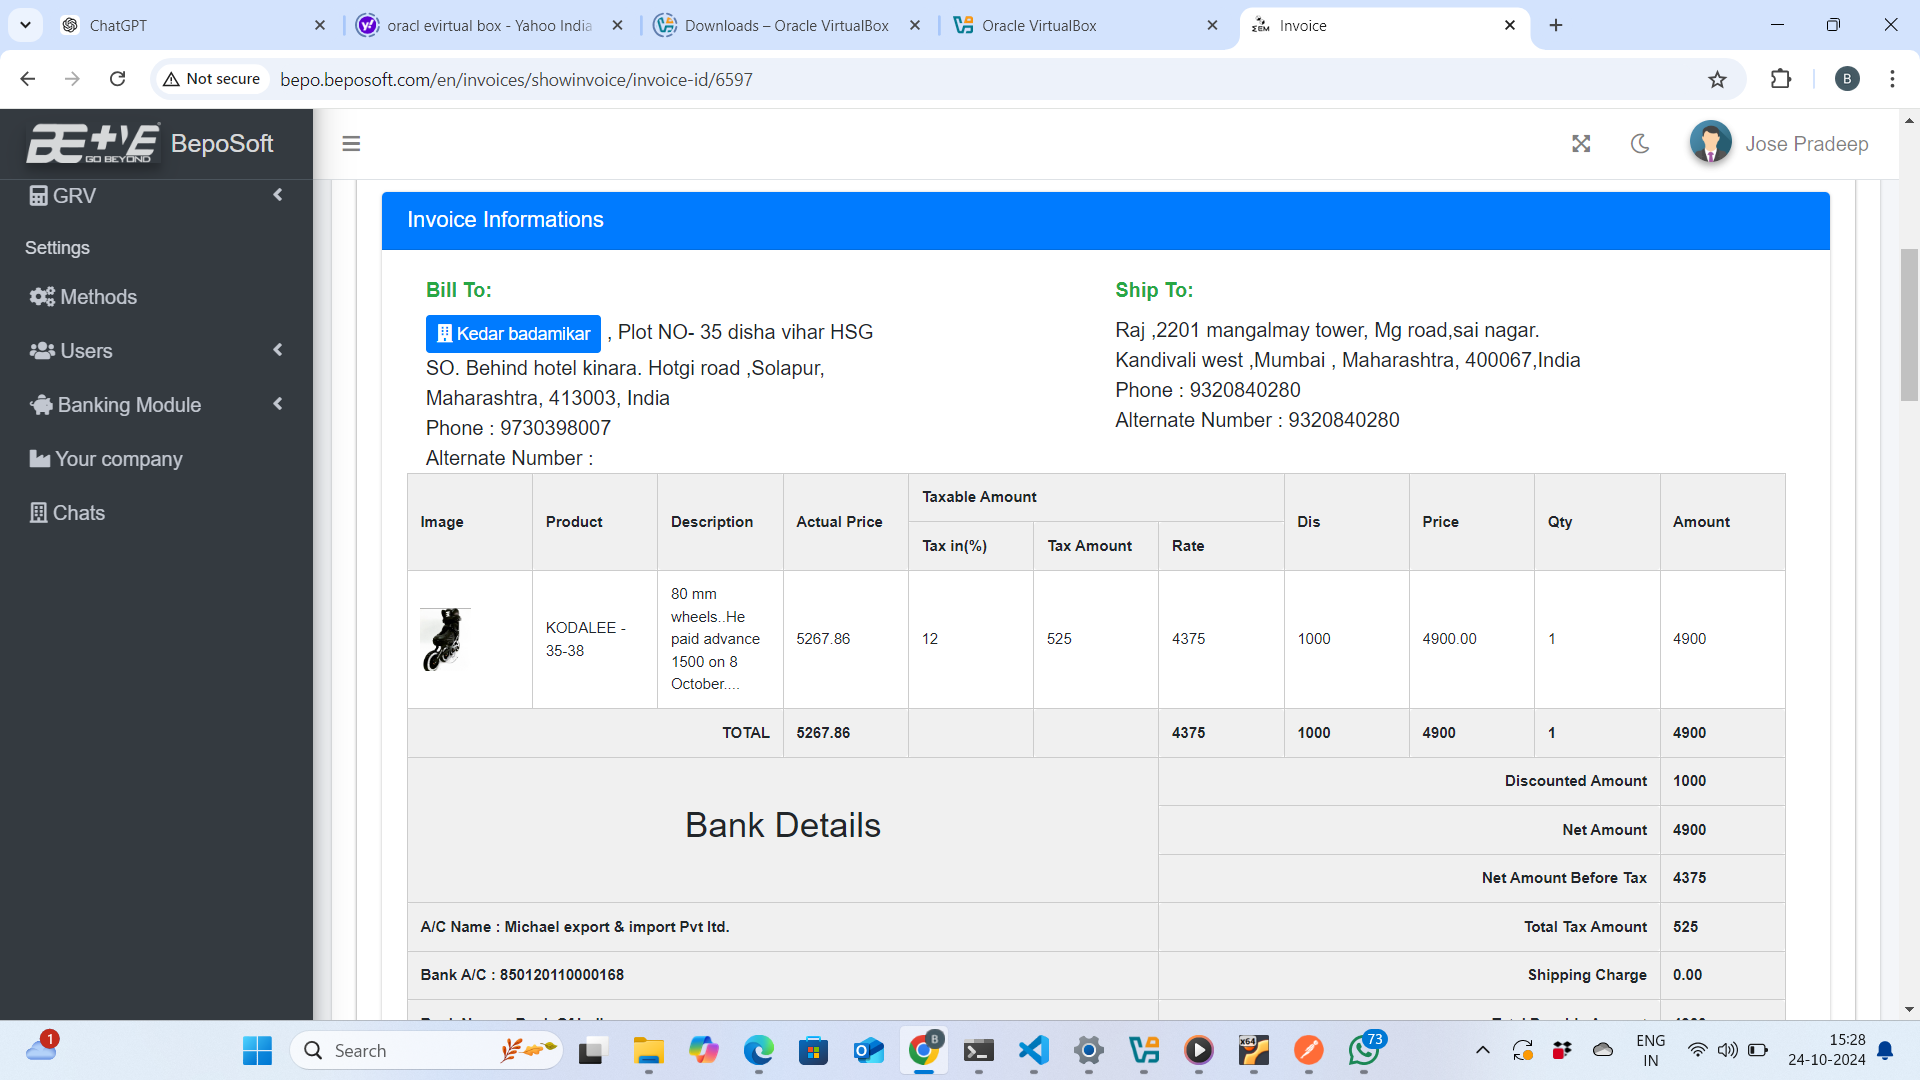 ChatGPT
oracl evirtual box - Yahoo India
Downloads – Oracle VirtualBox
Oracle VirtualBox
Invoice
Not secure
bepo.beposoft.com/en/invoices/showinvoice/invoice-id/6597
B
GO BEYOND
BepoSoft
Jose Pradeep
GRV
Settings
Methods
Users
Banking Module
Your company
Chats
Invoice Informations
Bill To:
Kedar badamikar , Plot NO- 35 disha vihar HSG
SO. Behind hotel kinara. Hotgi road ,Solapur,
Maharashtra, 413003, India
Phone : 9730398007
Alternate Number :
Ship To:
Raj ,2201 mangalmay tower, Mg road,sai nagar.
Kandivali west ,Mumbai , Maharashtra, 400067,India
Phone : 9320840280
Alternate Number : 9320840280
Image Product Description Actual Price Taxable Amount Dis Price Qty Amount
Tax in(%) Tax Amount Rate
KODALEE -
35-38
80 mm
wheels..He
paid advance
1500 on 8
October....
5267.86 12 525 4375 1000 4900.00 1 4900
TOTAL 5267.86 4375 1000 4900 1 4900
Bank Details
Discounted Amount 1000
Net Amount 4900
Net Amount Before Tax 4375
A/C Name : Michael export & import Pvt ltd.
Total Tax Amount 525
Bank A/C : 850120110000168
Shipping Charge 0.00
1
Search
B
x64
73
ENG
IN
15:28
24-10-2024